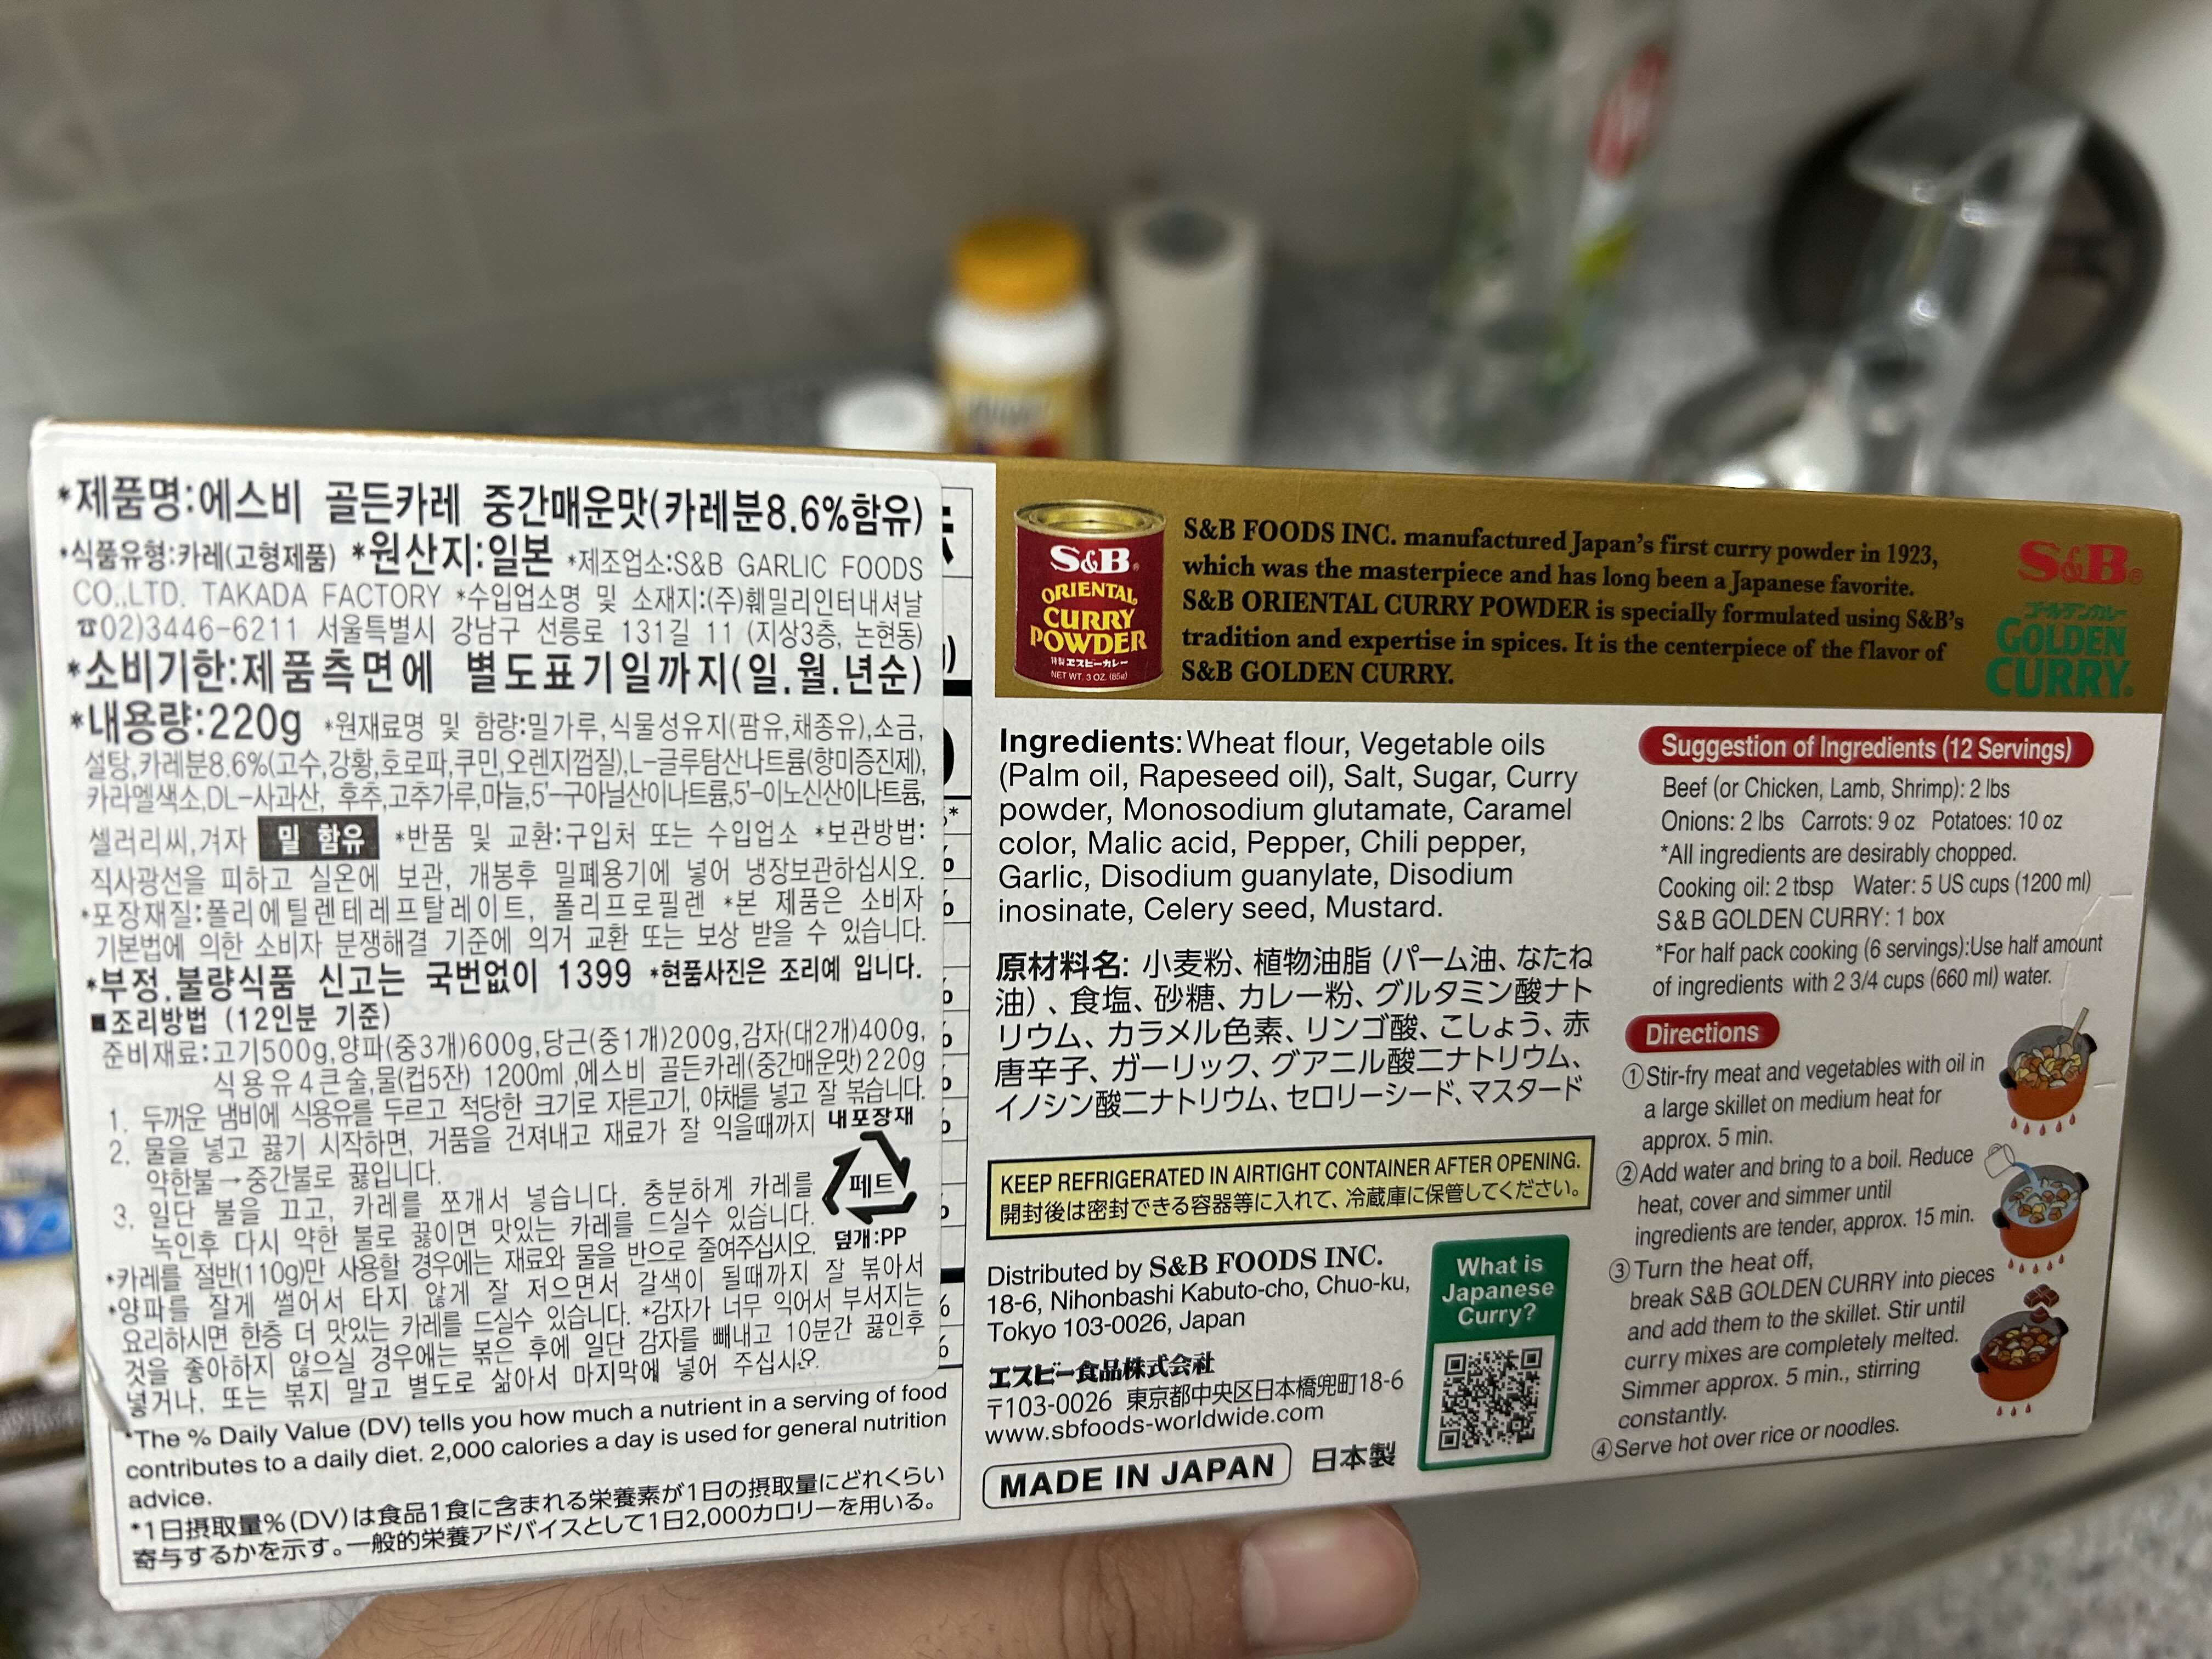 *제품명:에스비 골든카레 중간매운맛(카레분8.6%함유)
*식품유형:카레(고형제품) *원산지:일본 *제조업소:S&B GARLIC FOODS
CO.,LTD. TAKADA FACTORY *수입업소명 및 소재지:(주)훼밀리인터내셔날
☎02)3446-6211 서울특별시 강남구 선릉로 131길 11 (지상3층, 논현동)
*소비기한:제품측면에 별도표기일까지(일.월.년순)
*내용량:220g *원재료명 및 함량:밀가루,식물성유지(팜유,채종유),소금,
설탕,카레분8.6%(고수,강황,호로파,쿠민,오렌지껍질),L-글루탐산나트륨(향미증진제),
카라멜색소,DL-사과산, 후추,고추가루,마늘,5'-구아닐산이나트륨,5'-이노신산이나트륨,
셀러리씨,겨자 밀 함유 *반품 및 교환:구입처 또는 수입업소 *보관방법:
직사광선을 피하고 실온에 보관, 개봉후 밀폐용기에 넣어 냉장보관하십시오.
*포장재질:폴리에틸렌테레프탈레이트, 폴리프로필렌 *본 제품은 소비자
기본법에 의한 소비자 분쟁해결 기준에 의거 교환 또는 보상 받을 수 있습니다.
*부정.불량식품 신고는 국번없이 1399 *현품사진은 조리예 입니다.
■조리방법 (12인분 기준)
준비재료:고기500g,양파(중3개)600g,당근(중1개)200g,감자(대2개)400g,
식용유4큰술,물(컵5잔) 1200ml ,에스비 골든카레(중간매운맛)220g
1. 두꺼운 냄비에 식용유를 두르고 적당한 크기로 자른고기, 야채를 넣고 잘 볶습니다.
2. 물을 넣고 끓기 시작하면, 거품을 건져내고 재료가 잘 익을때까지
약한불→중간불로 끓입니다.
3. 일단 불을 끄고, 카레를 쪼개서 넣습니다. 충분하게 카레를
녹인후 다시 약한 불로 끓이면 맛있는 카레를 드실수 있습니다.
내포장재
페트
덮개:PP
*카레를 절반(110g)만 사용할 경우에는 재료와 물을 반으로 줄여주십시오.
*양파를 잘게 썰어서 타지 않게 잘 저으면서 갈색이 될때까지 잘 볶아서
요리하시면 한층 더 맛있는 카레를 드실수 있습니다. *감자가 너무 익어서 부서지는
것을 좋아하지 않으실 경우에는 볶은 후에 일단 감자를 빼내고 10분간 끓인후
넣거나, 또는 볶지 말고 별도로 삶아서 마지막에 넣어 주십시오.
*The % Daily Value (DV) tells you how much a nutrient in a serving of food
contributes to a daily diet. 2,000 calories a day is used for general nutrition
advice.
*1日摂取量%(DV)は食品1食に含まれる栄養素が1日の摂取量にどれくらい
寄与するかを示す。一般的栄養アドバイスとして1日2,000カロリーを用いる。
S&B
ORIENTAL
CURRY
POWDER
特製エスビーカレー
NET WT. 3 OZ. (85g)
S&B FOODS INC. manufactured Japan's first curry powder in 1923,
which was the masterpiece and has long been a Japanese favorite.
S&B ORIENTAL CURRY POWDER is specially formulated using S&B's
tradition and expertise in spices. It is the centerpiece of the flavor of
S&B GOLDEN CURRY.
S&B
ゴールデンカレー
GOLDEN
CURRY
Ingredients:Wheat flour, Vegetable oils
(Palm oil, Rapeseed oil), Salt, Sugar, Curry
powder, Monosodium glutamate, Caramel
color, Malic acid, Pepper, Chili pepper,
Garlic, Disodium guanylate, Disodium
inosinate, Celery seed, Mustard.
原材料名: 小麦粉、植物油脂 (パーム油、なたね
油)、食塩、砂糖、カレー粉、グルタミン酸ナト
リウム、カラメル色素、リンゴ酸、こしょう、赤
唐辛子、ガーリック、グアニル酸二ナトリウム、
イノシン酸二ナトリウム、セロリーシード、マスタード
KEEP REFRIGERATED IN AIRTIGHT CONTAINER AFTER OPENING.
開封後は密封できる容器等に入れて、冷蔵庫に保管してください。
Distributed by S&B FOODS INC.
18-6, Nihonbashi Kabuto-cho, Chuo-ku,
Tokyo 103-0026, Japan
エスビー食品株式会社
〒103-0026 東京都中央区日本橋兜町18-6
www.sbfoods-worldwide.com
MADE IN JAPAN 日本製
What is
Japanese
Curry?
Suggestion of Ingredients (12 Servings)
Beef (or Chicken, Lamb, Shrimp): 2 lbs
Onions: 2 lbs Carrots: 9 oz Potatoes: 10 oz
*All ingredients are desirably chopped.
Cooking oil: 2 tbsp Water: 5 US cups (1200 ml)
S&B GOLDEN CURRY: 1 box
*For half pack cooking (6 servings):Use half amount
of ingredients with 2 3/4 cups (660 ml) water.
Directions
①Stir-fry meat and vegetables with oil in
a large skillet on medium heat for
approx. 5 min.
②Add water and bring to a boil. Reduce
heat, cover and simmer until
ingredients are tender, approx. 15 min.
③Turn the heat off,
break S&B GOLDEN CURRY into pieces
and add them to the skillet. Stir until
curry mixes are completely melted.
Simmer approx. 5 min., stirring
constantly.
④Serve hot over rice or noodles.